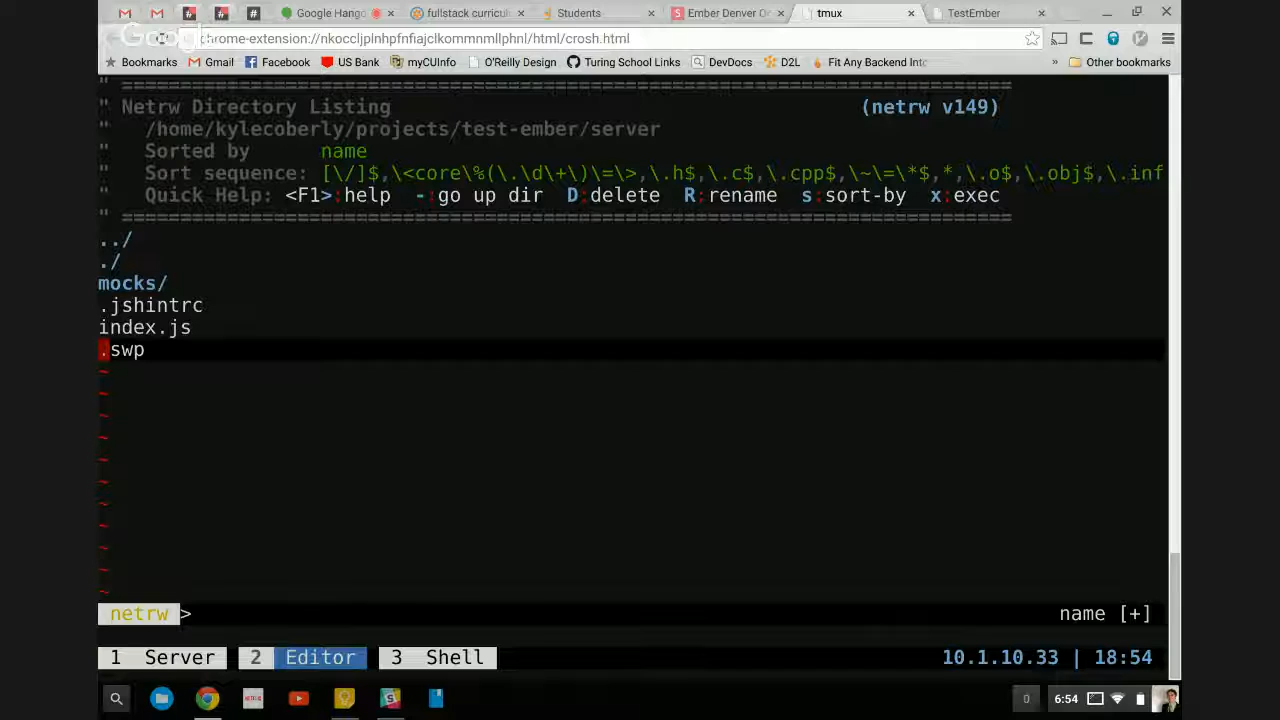 Google Hango
fullstack curricul
Students
Ember Denver O
tmux
TestEmber
chrome-extension://nkoccljplnhpfnfiajclkommnmllphnl/html/crosh.html
Bookmarks
Gmail
Facebook
US Bank
myCUInfo
O'Reilly Design
Turing School Links
DevDocs
D2L
Fit Any Backend Into
»
Other bookmarks
" =============================================================================
" Netrw Directory Listing (netrw v149)
" /home/kylecoberly/projects/test-ember/server
" Sorted by name
" Sort sequence: [\/]$,\<core\%(\.\d\+\)\=\>,\.h$,\.c$,\.cpp$,\~\=\*$,*,\.o$,\.obj$,\.inf
" Quick Help: <F1>:help -:go up dir D:delete R:rename s:sort-by x:exec
" =============================================================================
../
./
mocks/
.jshintrc
index.js
.swp
~
~
~
~
~
~
~
~
~
~
~
netrw > name [+]
1 Server 2 Editor 3 Shell 10.1.10.33 | 18:54
0 6:54